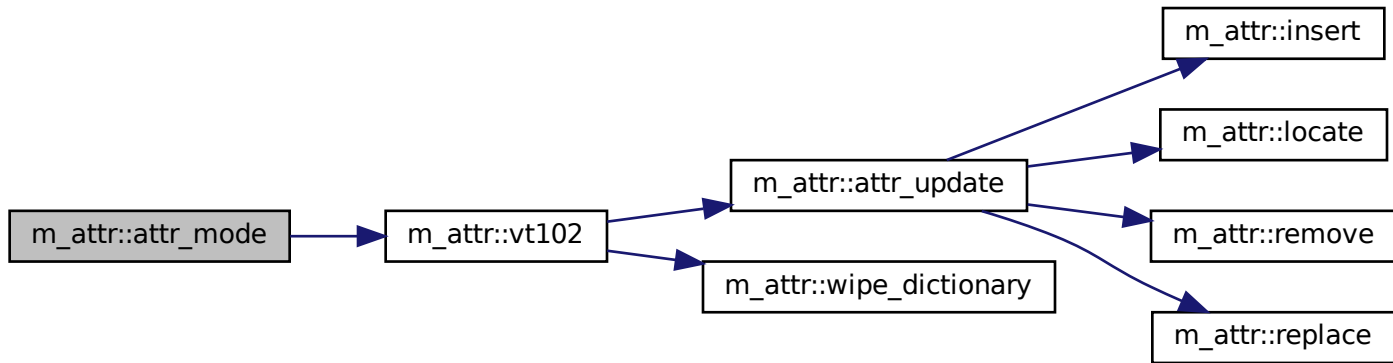 m_attr::attr_mode
m_attr::vt102
m_attr::attr_update
m_attr::wipe_dictionary
m_attr::insert
m_attr::locate
m_attr::remove
m_attr::replace